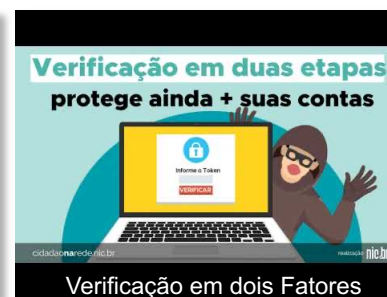 Verificação em duas etapas
protege ainda + suas contas
Informe o Token
VERIFICAR
cidadaonarede.nic.br
realização nic.br
Verificação em dois Fatores